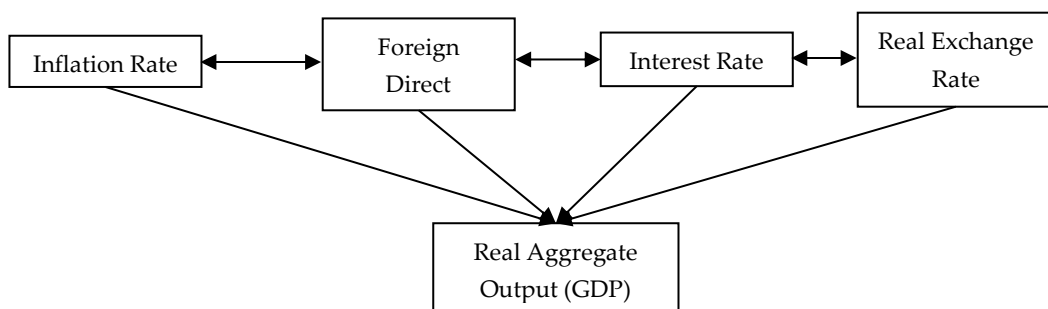 Inflation Rate
Foreign
Direct
Interest Rate
Real Exchange
Rate
Real Aggregate
Output (GDP)